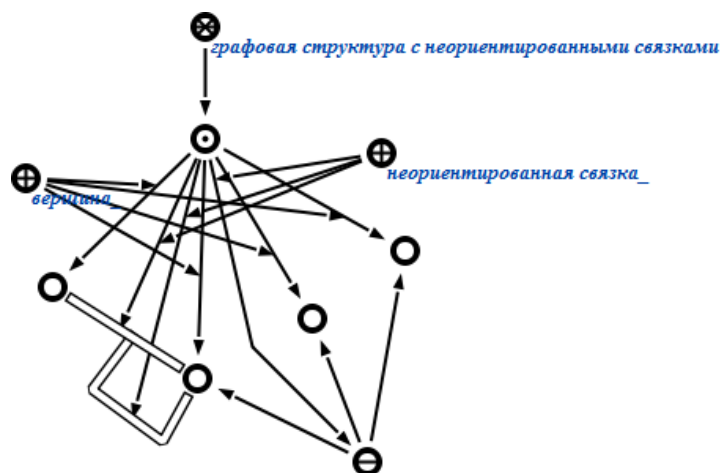 графовая структура с неориентированными связками
неориентированная связка_
вершина_